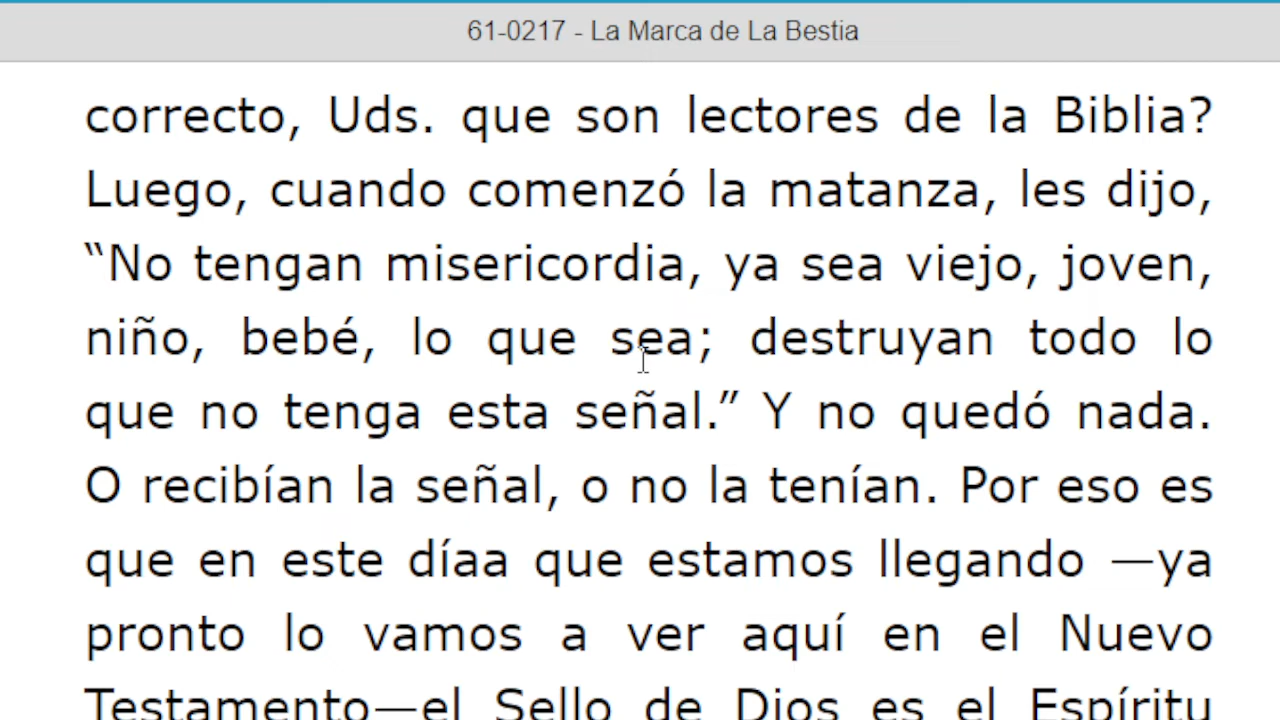 61-0217 - La Marca de La Bestia
correcto, Uds. que son lectores de la Biblia?
Luego, cuando comenzó la matanza, les dijo,
“No tengan misericordia, ya sea viejo, joven,
niño, bebé, lo que sea; destruyan todo lo
que no tenga esta señal.” Y no quedó nada.
O recibían la señal, o no la tenían. Por eso es
que en este díaa que estamos llegando —ya
pronto lo vamos a ver aquí en el Nuevo
Testamento—el Sello de Dios es el Espíritu